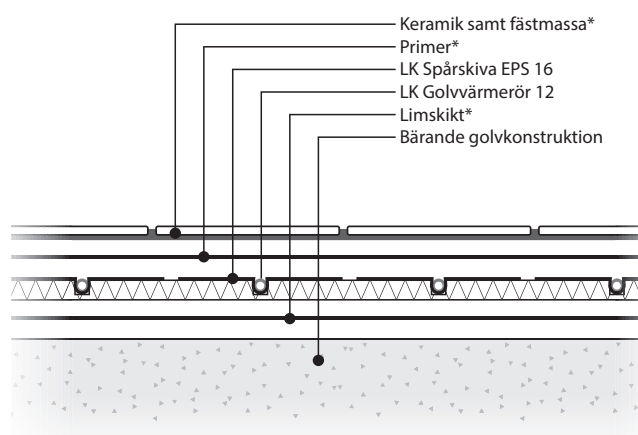 Keramik samt fästmassa*
Primer*
LK Spårskiva EPS 16
LK Golvvärmerör 12
Limskikt*
Bärande golvkonstruktion